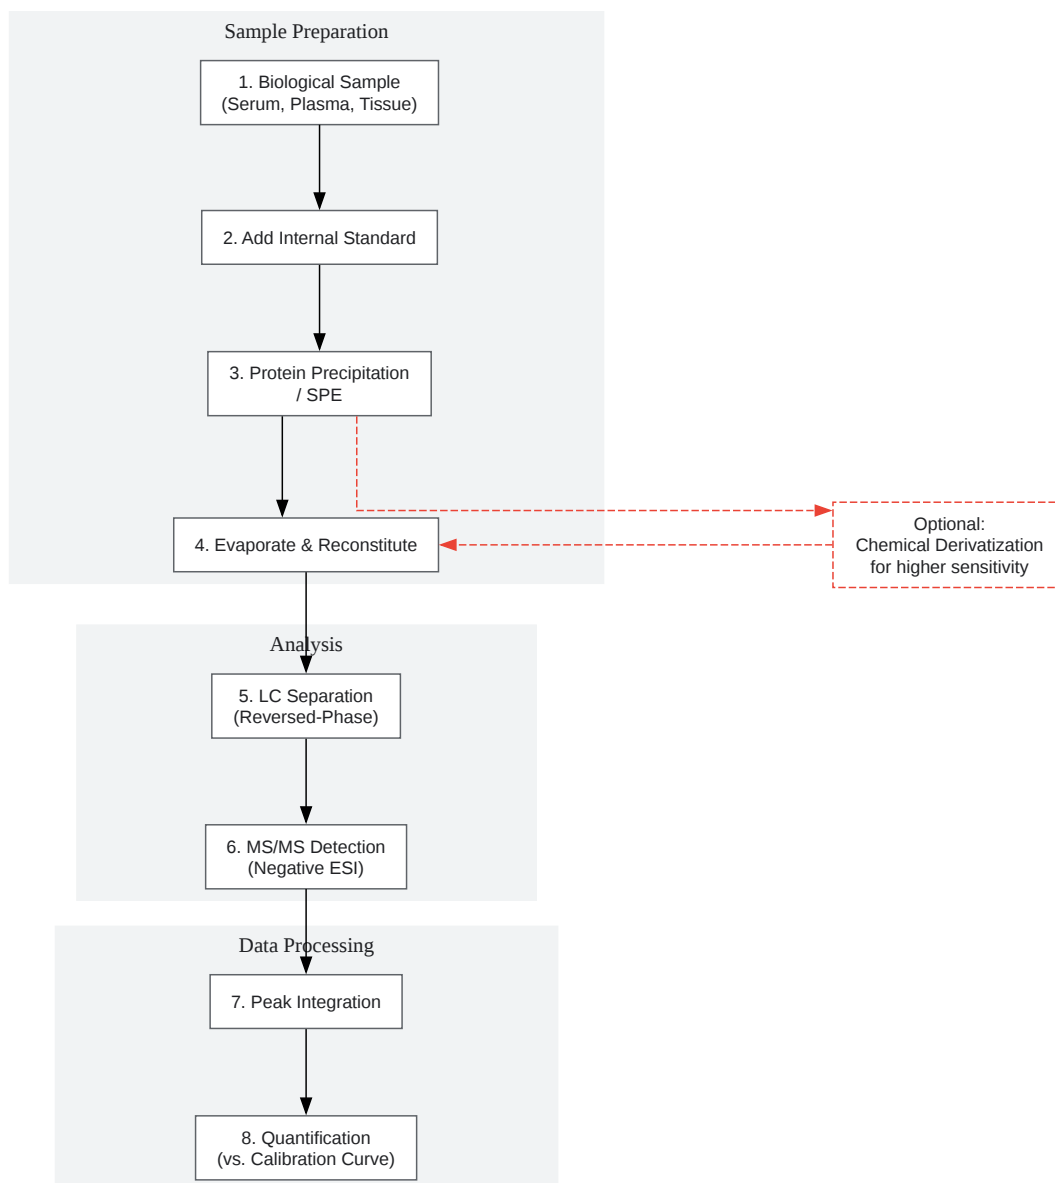 Sample Preparation
1. Biological Sample
(Serum, Plasma, Tissue)
2. Add Internal Standard
3. Protein Precipitation
/ SPE
4. Evaporate & Reconstitute
Optional:
Chemical Derivatization
for higher sensitivity
Analysis
5. LC Separation
(Reversed-Phase)
6. MS/MS Detection
(Negative ESI)
Data Processing
7. Peak Integration
8. Quantification
(vs. Calibration Curve)